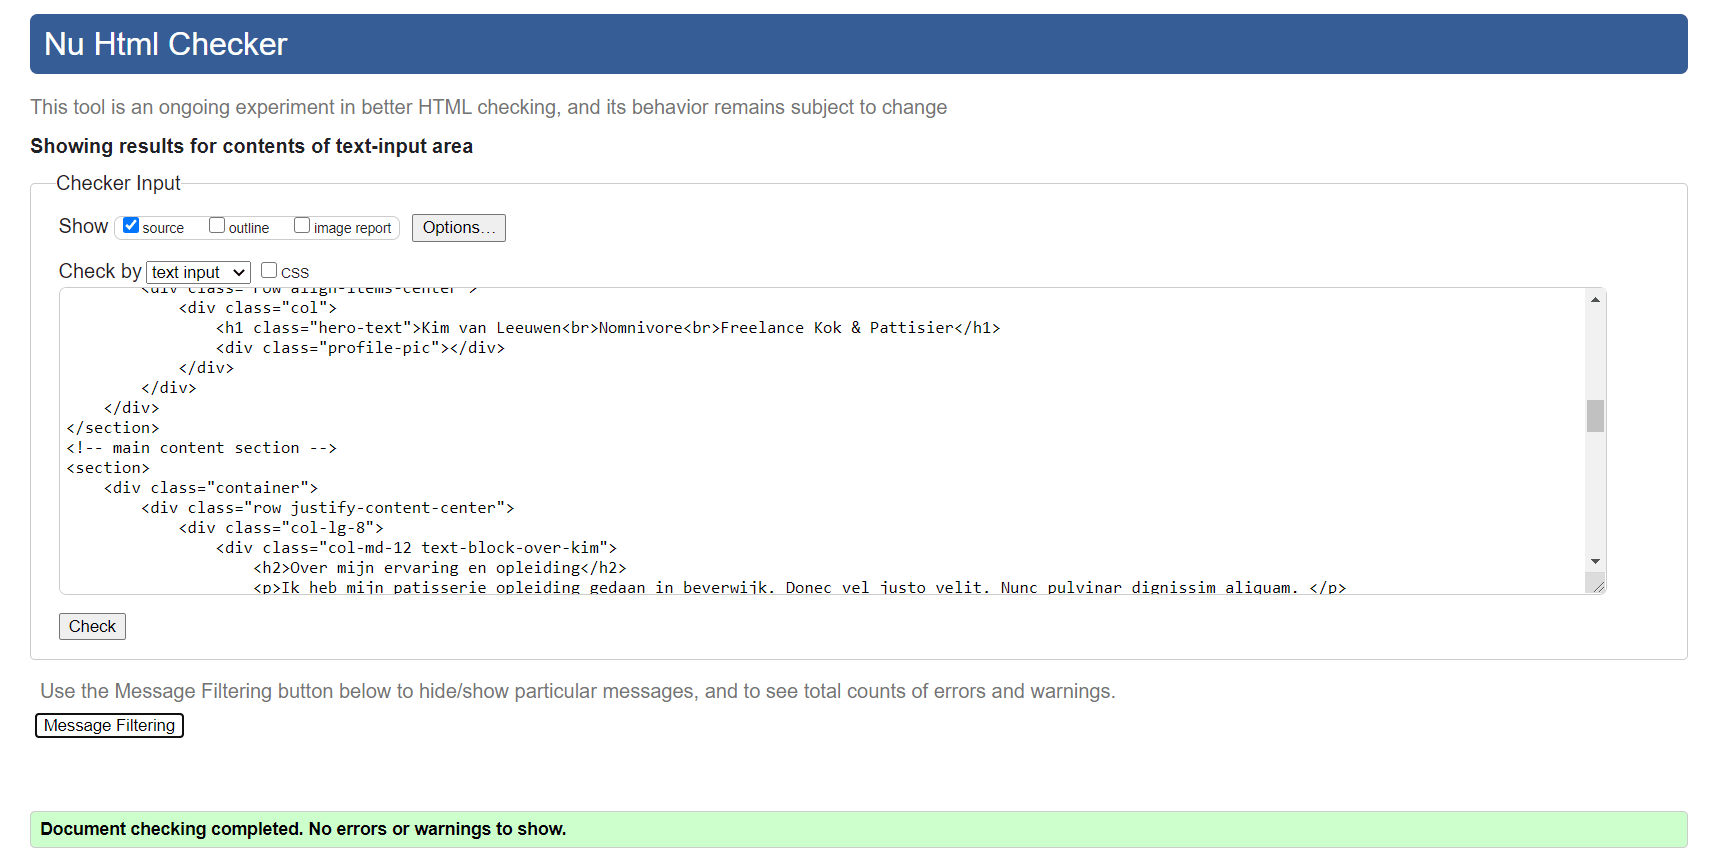 Nu Html Checker
This tool is an ongoing experiment in better HTML checking, and its behavior remains subject to change
Showing results for contents of text-input area
Checker Input
Show source outline image report Options...
Check by text input CSS
<div class="row align-items-center">
<div class="col">
<h1 class="hero-text">Kim van Leeuwen<br>Nomnivore<br>Freelance Kok & Pattisier</h1>
<div class="profile-pic"></div>
</div>
</div>
</div>
</section>
<!-- main content section -->
<section>
<div class="container">
<div class="row justify-content-center">
<div class="col-lg-8">
<div class="col-md-12 text-block-over-kim">
<h2>Over mijn ervaring en opleiding</h2>
<p>Ik heb mijn patisserie opleiding gedaan in beverwijk. Donec vel justo velit. Nunc pulvinar dignissim aliquam. </p>
Check
Use the Message Filtering button below to hide/show particular messages, and to see total counts of errors and warnings.
Message Filtering
Document checking completed. No errors or warnings to show.